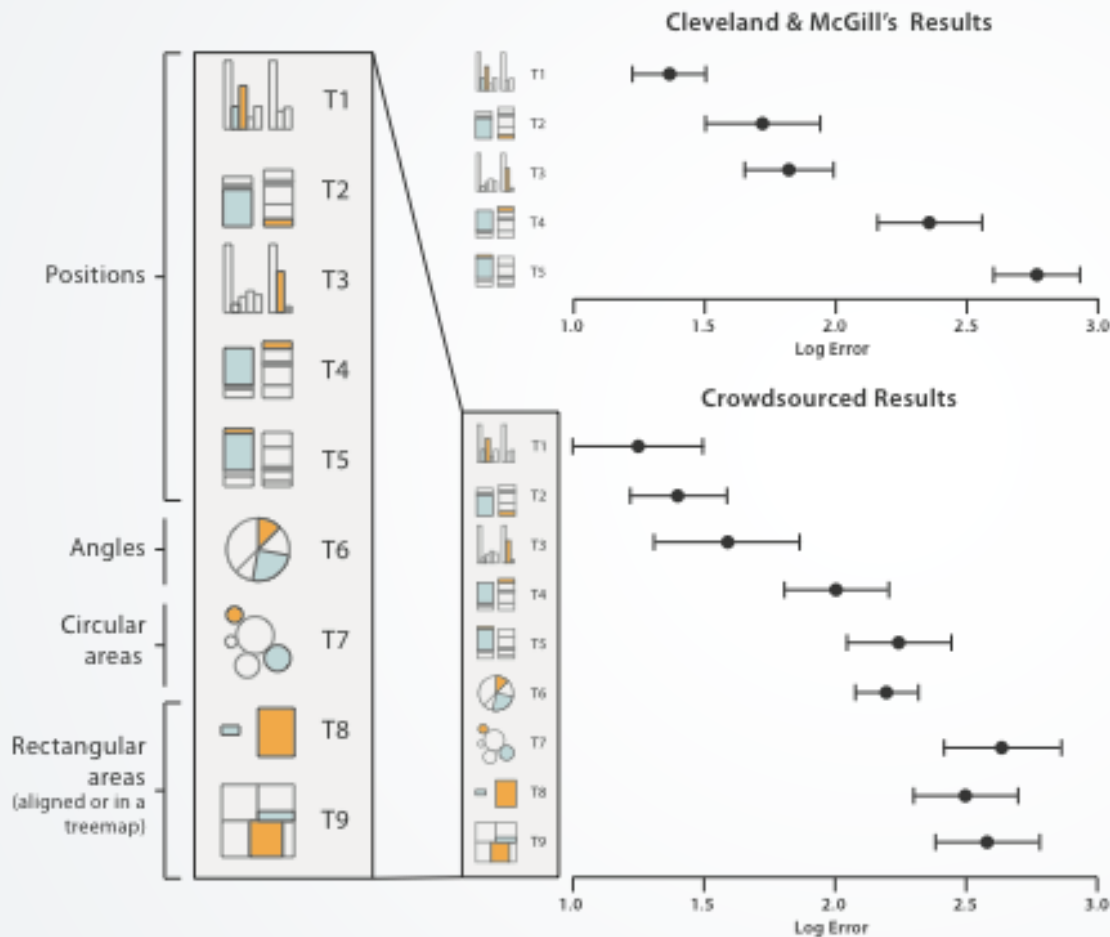 Cleveland & McGill's Results
Positions
T1
T2
T3
T4
T5
Angles
T6
Circular
areas
T7
Rectangular
areas
(aligned or in a
treemap)
T8
T9
T1
T2
T3
T4
T5
1.0 1.5 2.0 2.5 3.0
Log Error
Crowdsourced Results
T1
T2
T3
T4
T5
T6
T7
T8
T9
1.0 1.5 2.0 2.5 3.0
Log Error